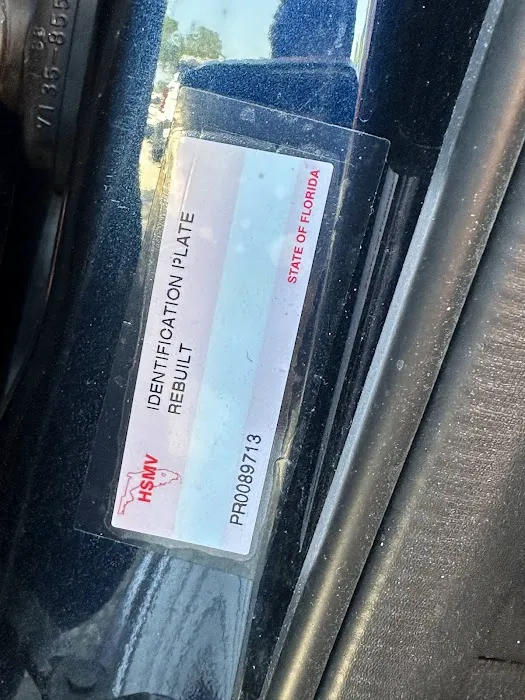 HSMV
IDENTIFICATION PLATE
REBUILT
PR0089713
STATE OF FLORIDA